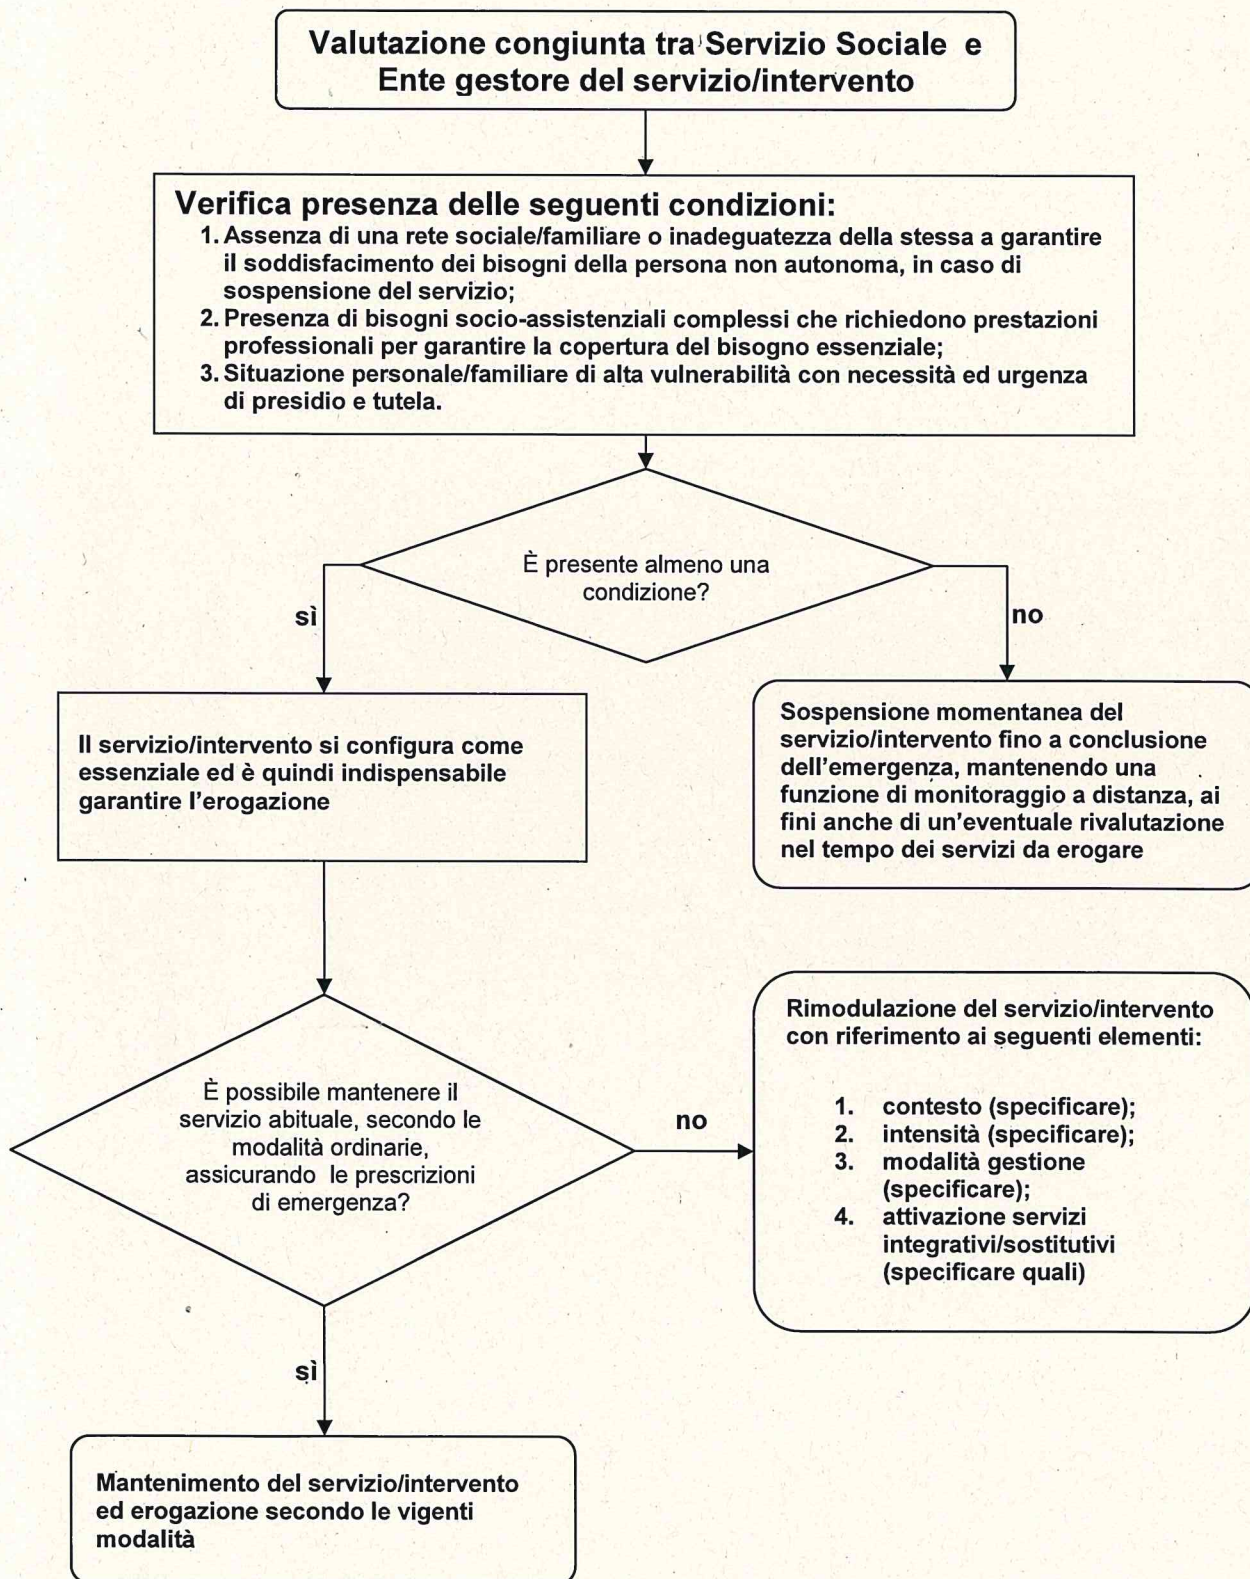 Valutazione congiunta tra Servizio Sociale e
Ente gestore del servizio/intervento
Verifica presenza delle seguenti condizioni:
1. Assenza di una rete sociale/familiare o inadeguatezza della stessa a garantire
il soddisfacimento dei bisogni della persona non autonoma, in caso di
sospensione del servizio;
2. Presenza di bisogni socio-assistenziali complessi che richiedono prestazioni
professionali per garantire la copertura del bisogno essenziale;
3. Situazione personale/familiare di alta vulnerabilità con necessità ed urgenza
di presidio e tutela.
È presente almeno una
condizione?
sì
no
Il servizio/intervento si configura come
essenziale ed è quindi indispensabile
garantire l'erogazione
Sospensione momentanea del
servizio/intervento fino a conclusione
dell'emergenza, mantenendo una
funzione di monitoraggio a distanza, ai
fini anche di un'eventuale rivalutazione
nel tempo dei servizi da erogare
È possibile mantenere il
servizio abituale, secondo le
modalità ordinarie,
assicurando le prescrizioni
di emergenza?
no
Rimodulazione del servizio/intervento
con riferimento ai seguenti elementi:
1. contesto (specificare);
2. intensità (specificare);
3. modalità gestione
(specificare);
4. attivazione servizi
integrativi/sostitutivi
(specificare quali)
sì
Mantenimento del servizio/intervento
ed erogazione secondo le vigenti
modalità